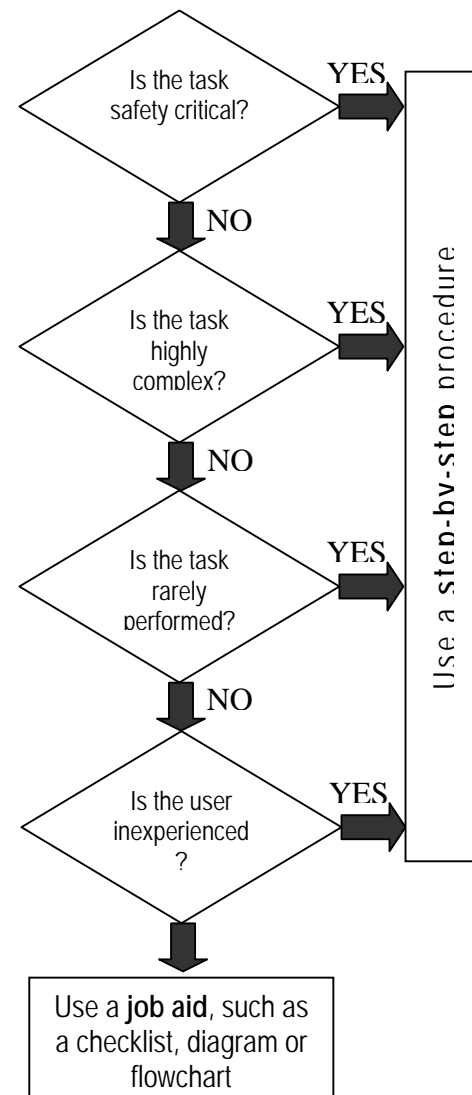 Is the task
safety critical?
YES
NO
Is the task
highly
complex?
YES
NO
Is the task
rarely
performed?
YES
NO
Is the user
inexperienced
?
YES
Use a step-by-step procedure
Use a job aid, such as
a checklist, diagram or
flowchart